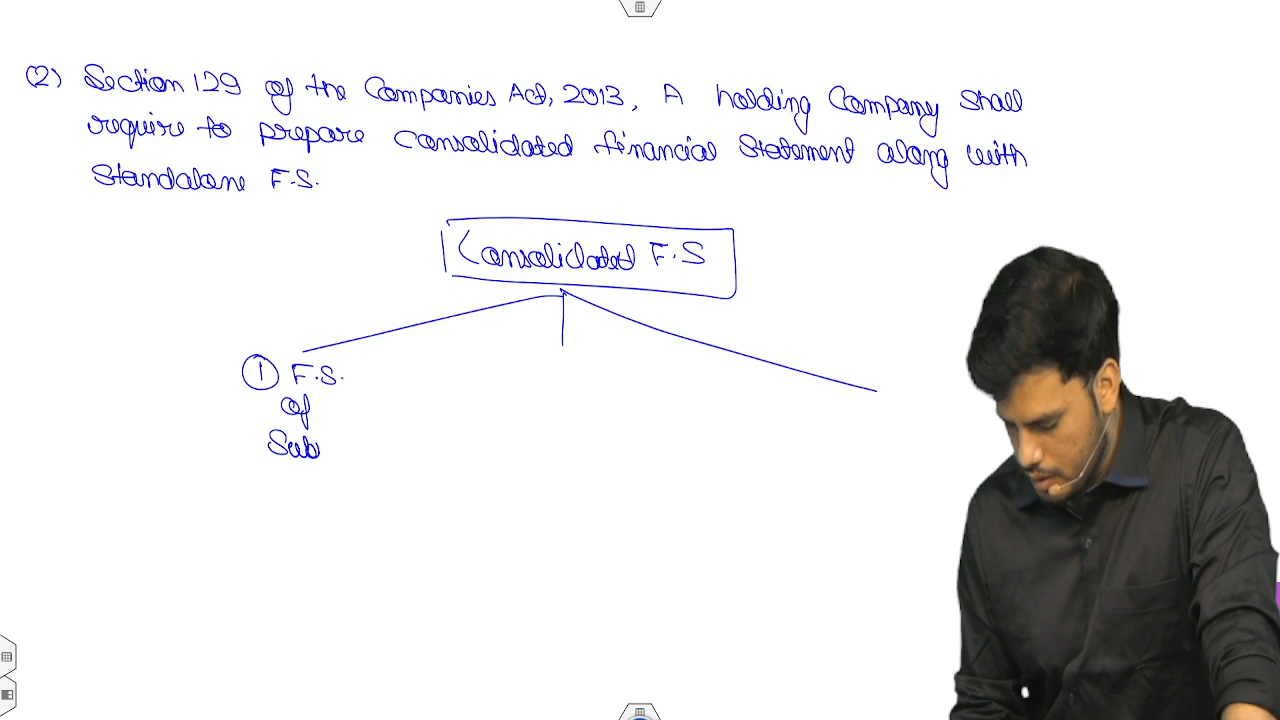 (2) Section 129 of the Companies Act, 2013, A holding Company shall
require to prepare Consolidated financial Statement along with
Standalone F.S.
Consolidated F.S
① F.S.
of
Sub